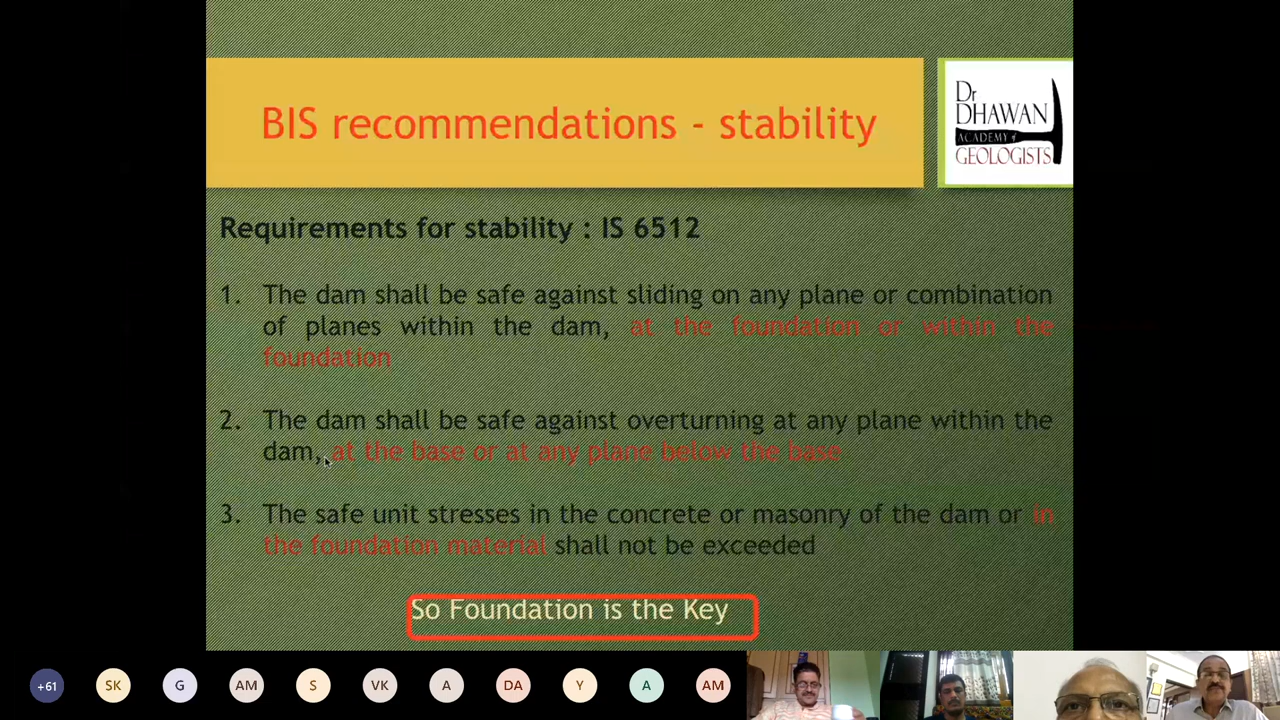 BIS recommendations - stability
Dr
DHAWAN
ACADEMY of
GEOLOGISTS
Requirements for stability : IS 6512
1. The dam shall be safe against sliding on any plane or combination
of planes within the dam, at the foundation or within the
foundation
2. The dam shall be safe against overturning at any plane within the
dam, at the base or at any plane below the base
3. The safe unit stresses in the concrete or masonry of the dam or in
the foundation material shall not be exceeded
So Foundation is the Key
+61 SK G AM S VK A DA Y A AM